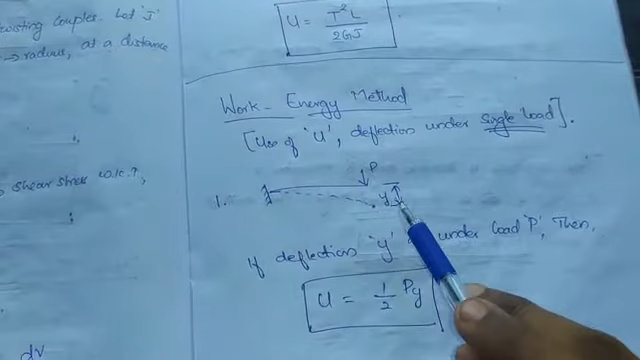 twisting couples. Let 'J'
→ radius, at a distance
→ shear stress w.k.?,
dv
U = T²L / 2GJ
Work - Energy Method
[Use of 'U', deflection under single load].
1.
P
y
If deflection 'y' under load 'P', Then,
U = 1/2 Py